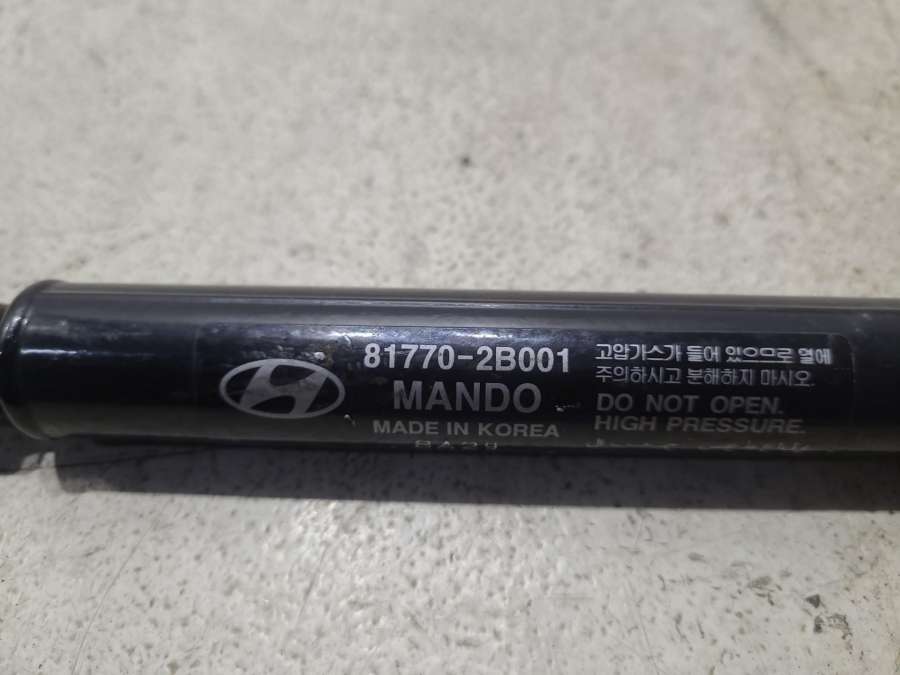 81770-2B001
MANDO
MADE IN KOREA
고압가스가 들어 있으므로 열에
주의하시고 분해하지 마시오.
DO NOT OPEN.
HIGH PRESSURE.